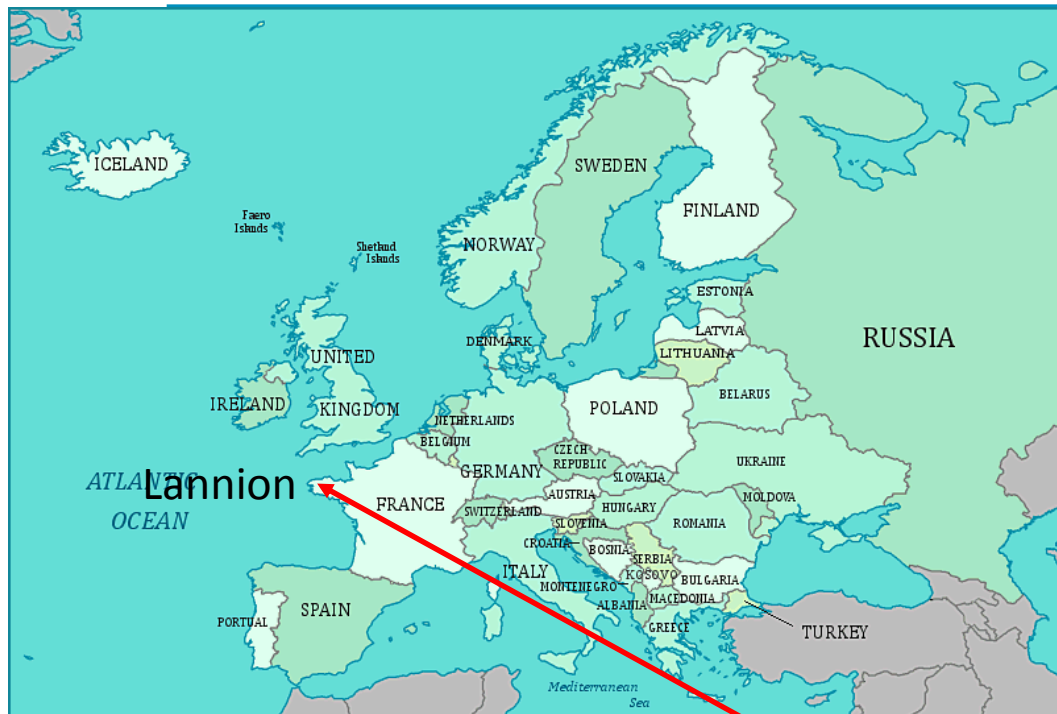 ICELAND
SWEDEN
FINLAND
Faero
Islands
NORWAY
Shetland
Islands
ESTONIA
LATVIA
RUSSIA
DENMARK
LITHUANIA
UNITED
KINGDOM
IRELAND
BELARUS
POLAND
NETHERLANDS
BELGIUM
CZECH
REPUBLIC
GERMANY
UKRAINE
SLOVAKIA
ATLANTIC
OCEAN
Lannion
FRANCE
AUSTRIA
MOLDOVA
SWITZERLAND
HUNGARY
ROMANIA
SLOVENIA
CROATIA
BOSNIA
SERBIA
ITALY
KOSOVO
MONTENEGRO
BULGARIA
MACEDONIA
ALBANIA
SPAIN
PORTUAL
GREECE
TURKEY
Mediterranean
Sea